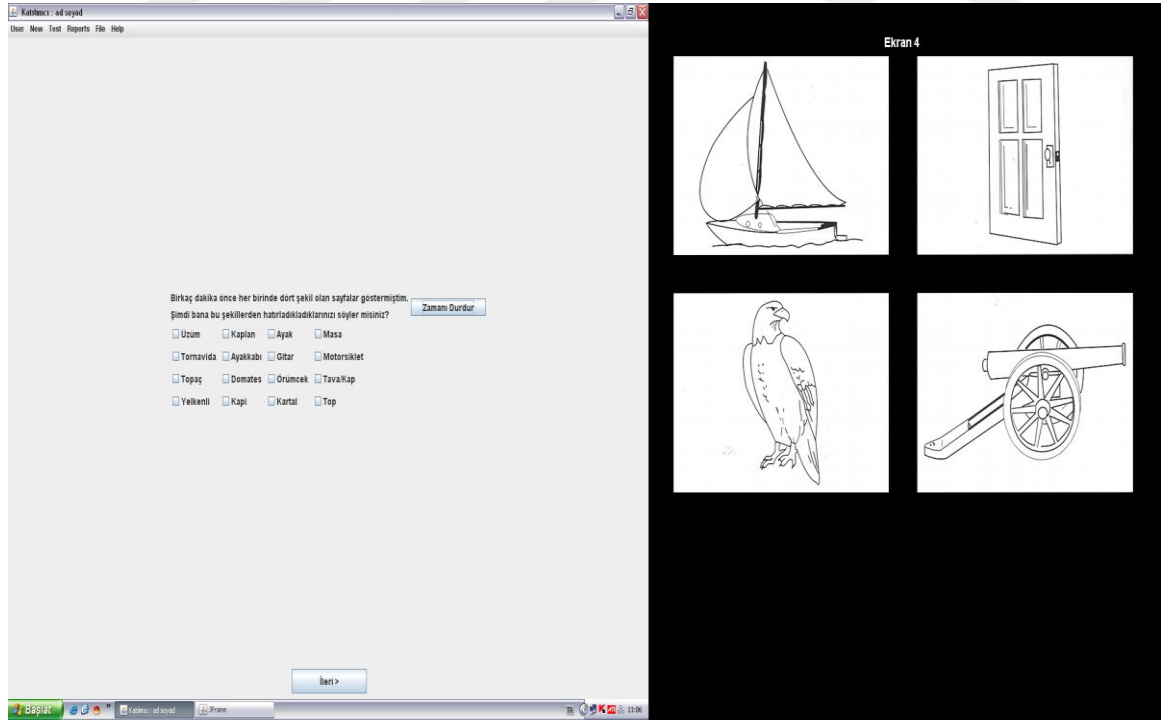 Katılımcı : ad soyad
User New Test Reports File Help
Birkaç dakika önce her birinde dört şekil olan sayfalar göstermiştim.
Şimdi bana bu şekillerden hatırladıkladıklarınızı söyler misiniz?
Zamanı Durdur
Üzüm Kaplan Ayak Masa
Tornavida Ayakkabı Gitar Motorsiklet
Topaç Domates Örümcek Tava/Kap
Yelkenli Kapi Kartal Top
İleri >
Başlat Katılımcı : ad soyad JFrame 11:06
Ekran 4